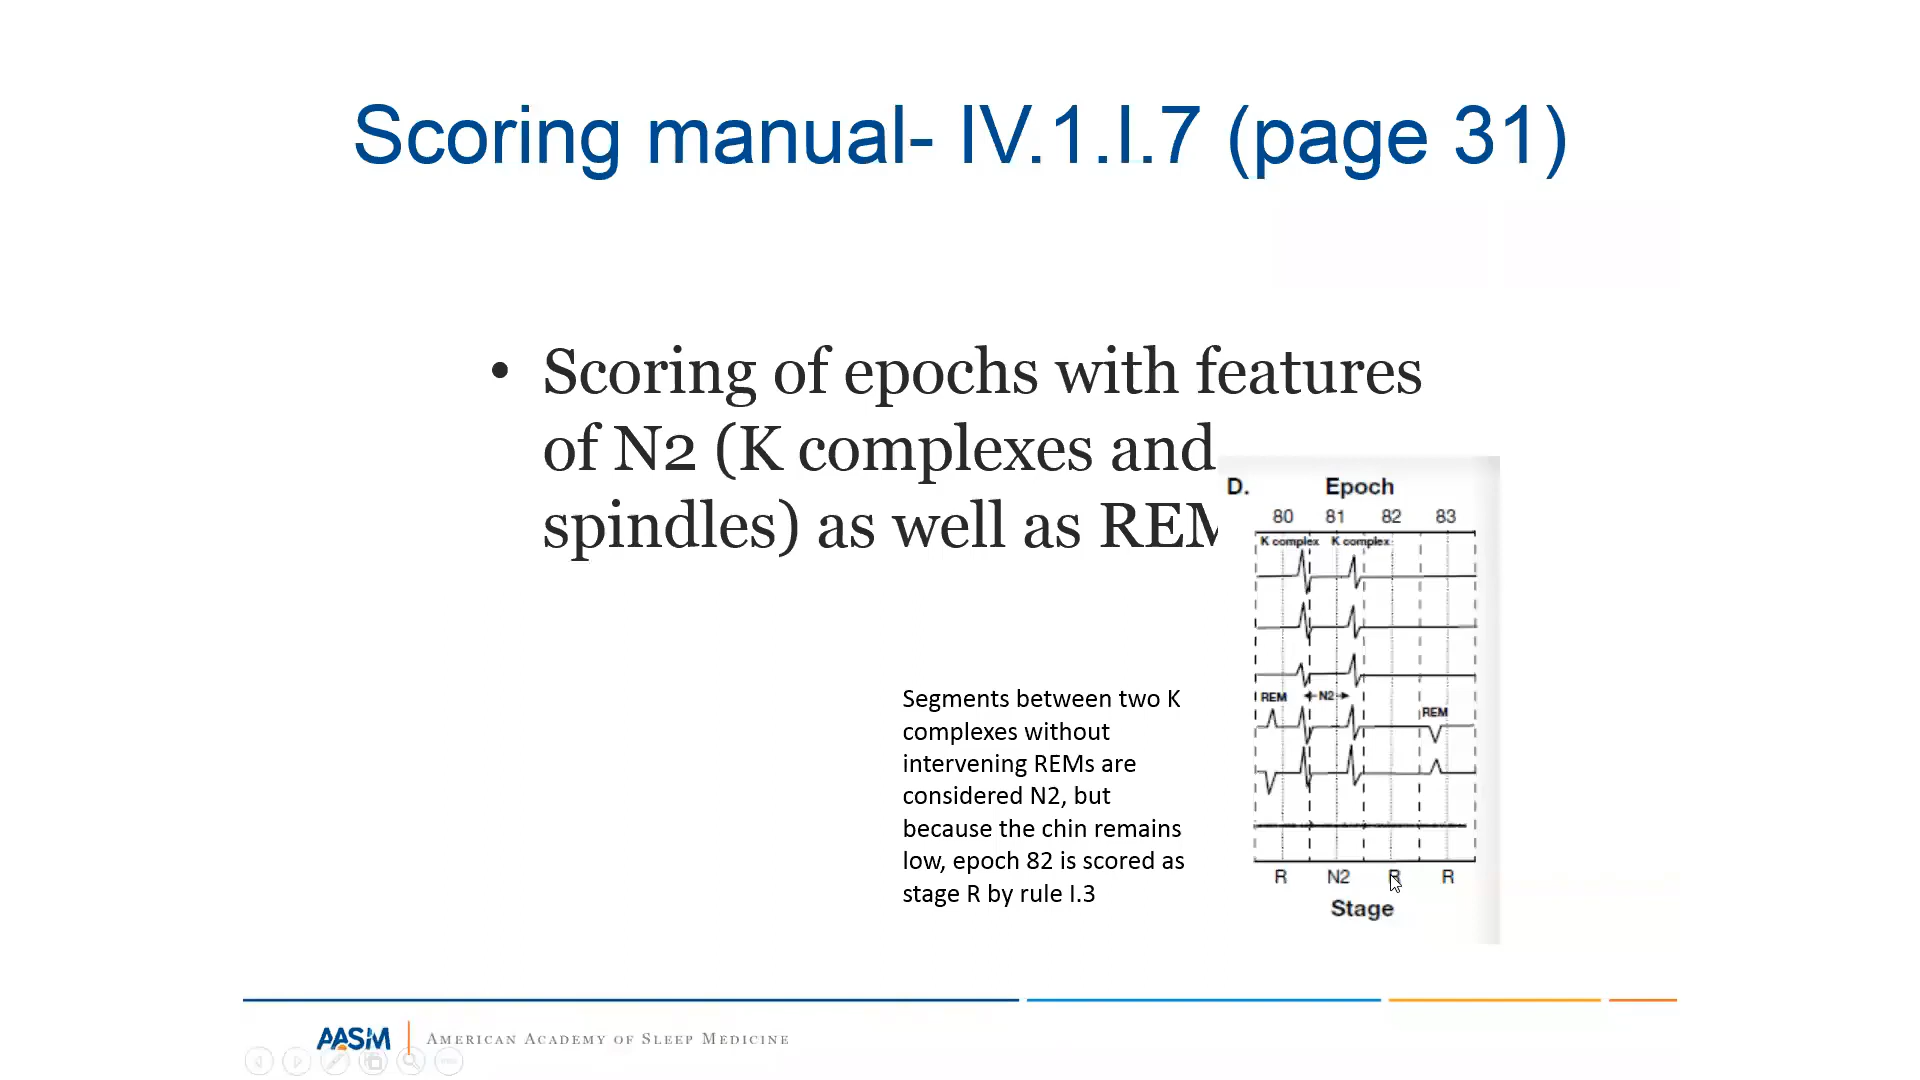 Scoring manual- IV.1.I.7 (page 31)
• Scoring of epochs with features
of N2 (K complexes and
spindles) as well as REM
D. Epoch
80 81 82 83
K complex K complex
REM N2 REM
R N2 R R
Stage
Segments between two K
complexes without
intervening REMs are
considered N2, but
because the chin remains
low, epoch 82 is scored as
stage R by rule I.3
AASM AMERICAN ACADEMY OF SLEEP MEDICINE